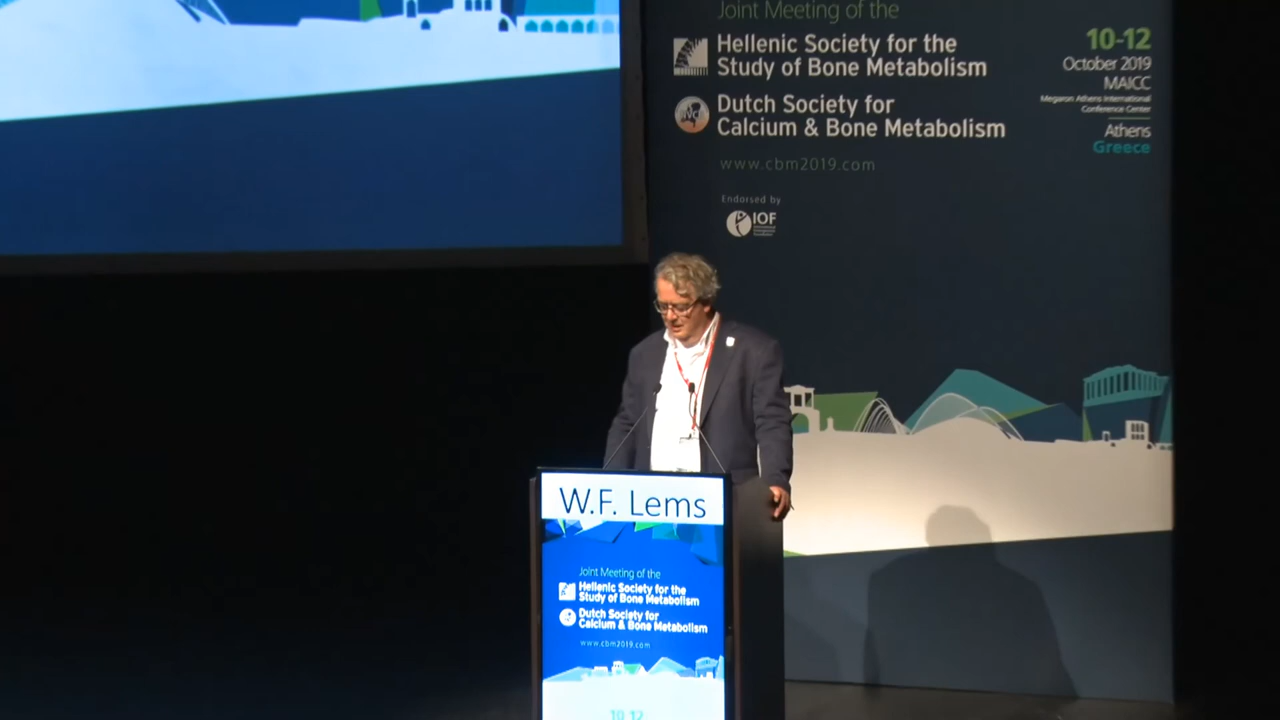 Joint Meeting of the
Hellenic Society for the
Study of Bone Metabolism
Dutch Society for
Calcium & Bone Metabolism
www.cbm2019.com
Endorsed by
IOF
10-12
October 2019
MAICC
Megaron Athens International
Conference Center
Athens
Greece
W.F. Lems
Joint Meeting of the
Hellenic Society for the
Study of Bone Metabolism
Dutch Society for
Calcium & Bone Metabolism
www.cbm2019.com
10-12